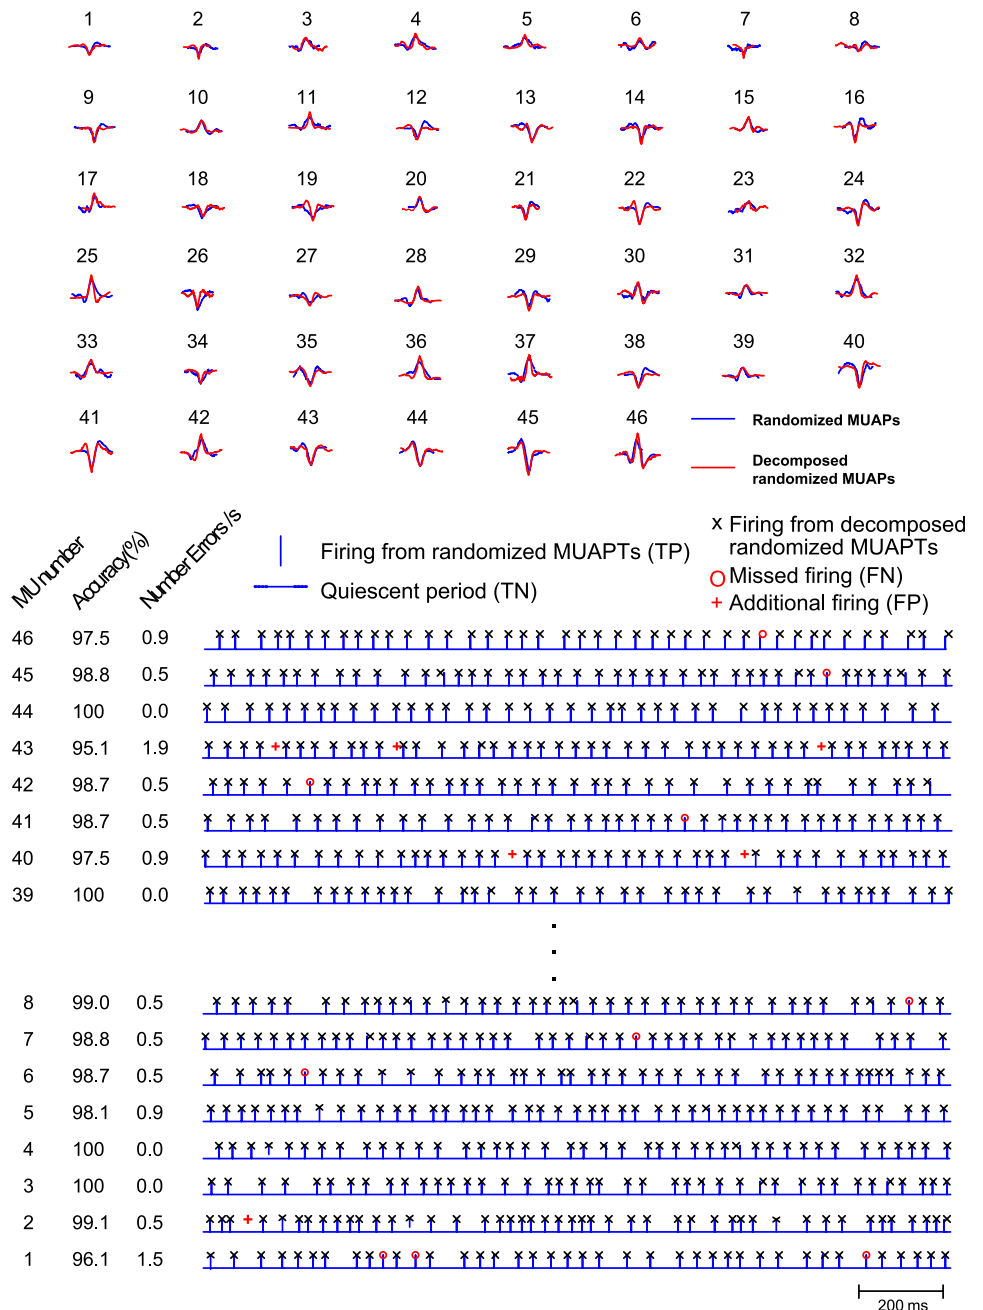 1 2 3 4 5 6 7 8
9 10 11 12 13 14 15 16
17 18 19 20 21 22 23 24
25 26 27 28 29 30 31 32
33 34 35 36 37 38 39 40
41 42 43 44 45 46
Randomized MUAPs
Decomposed
randomized MUAPs
MU number
Accuracy(%)
Number Errors/s
Firing from randomized MUAPTs (TP)
Quiescent period (TN)
x Firing from decomposed
randomized MUAPTs
Missed firing (FN)
+ Additional firing (FP)
46 97.5 0.9
45 98.8 0.5
44 100 0.0
43 95.1 1.9
42 98.7 0.5
41 98.7 0.5
40 97.5 0.9
39 100 0.0
8 99.0 0.5
7 98.8 0.5
6 98.7 0.5
5 98.1 0.9
4 100 0.0
3 100 0.0
2 99.1 0.5
1 96.1 1.5
200 ms